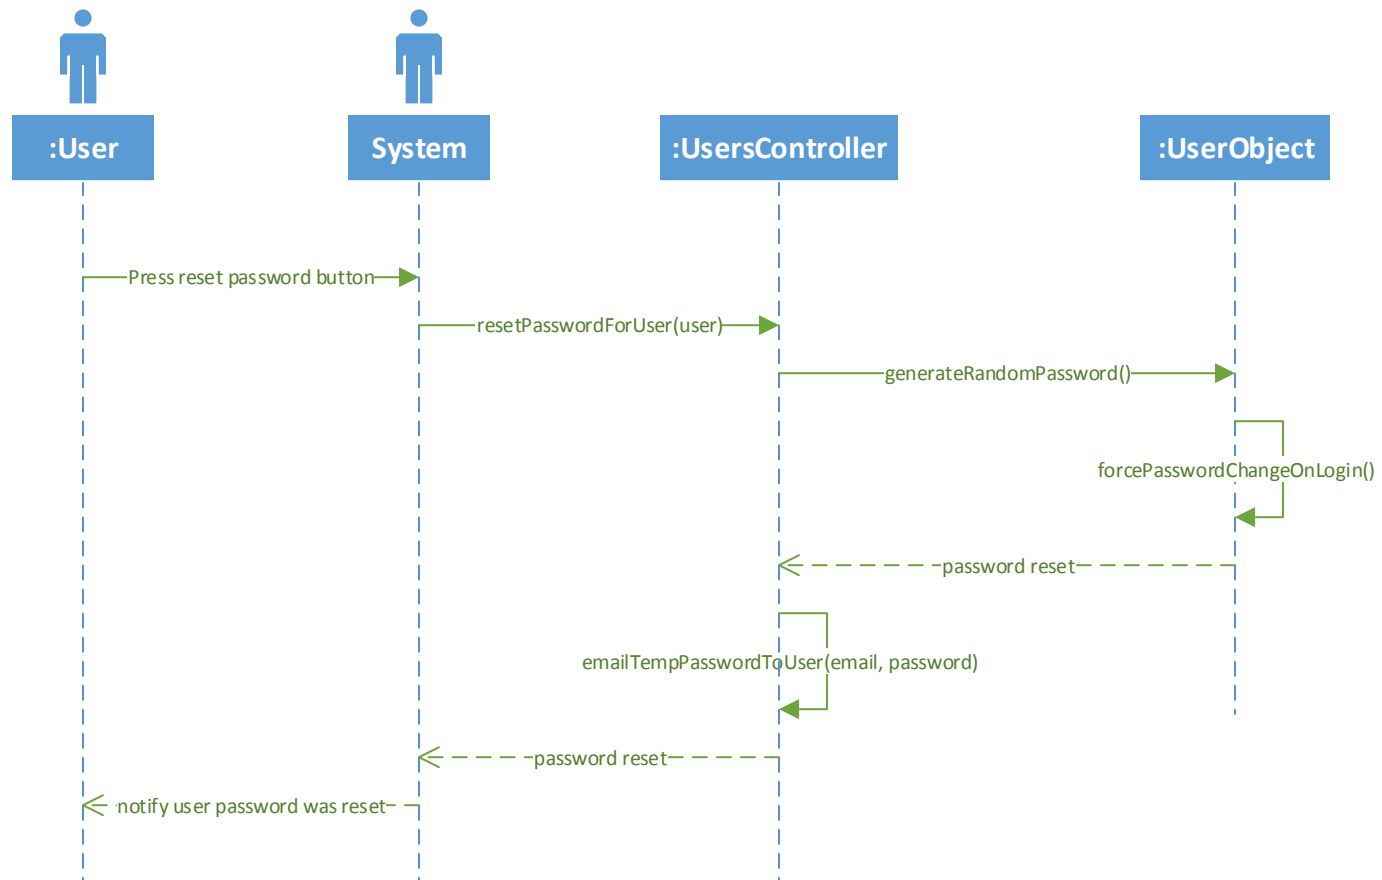 :User
System
:UsersController
:UserObject
Press reset password button
resetPasswordForUser(user)
generateRandomPassword()
forcePasswordChangeOnLogin()
password reset
emailTempPasswordToUser(email, password)
password reset
notify user password was reset